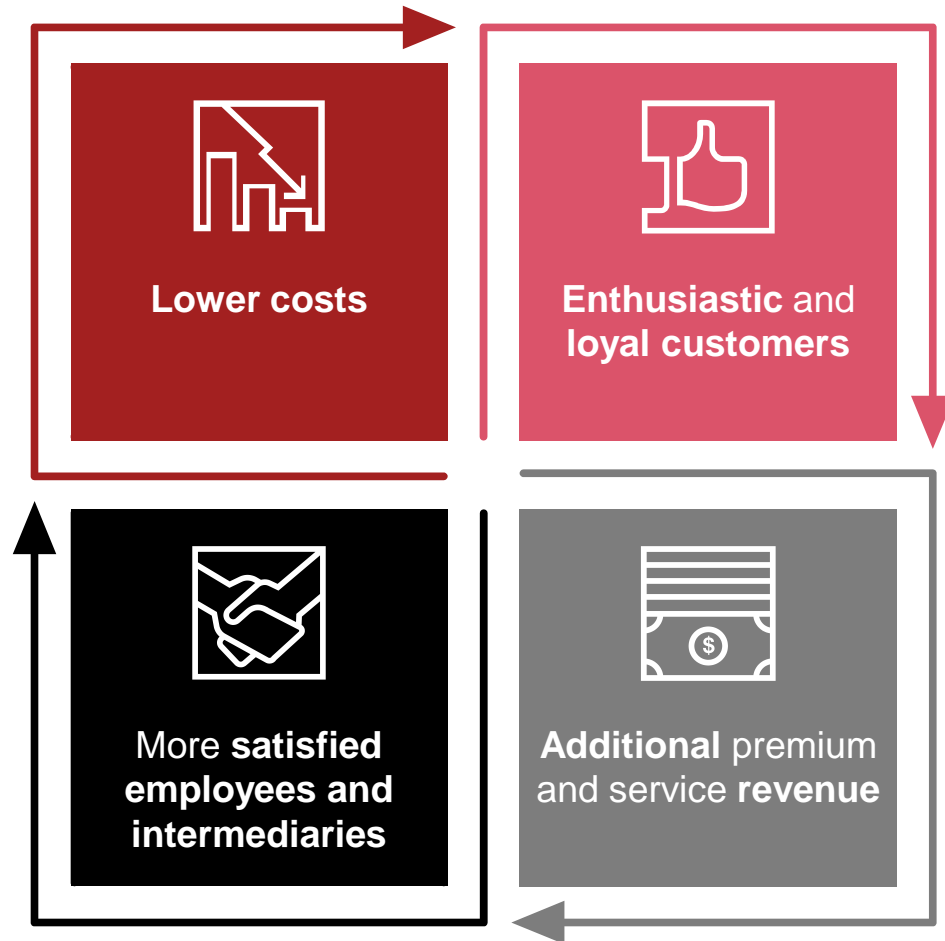 Lower costs
Enthusiastic and
loyal customers
$
More satisfied
employees and
intermediaries
Additional premium
and service revenue